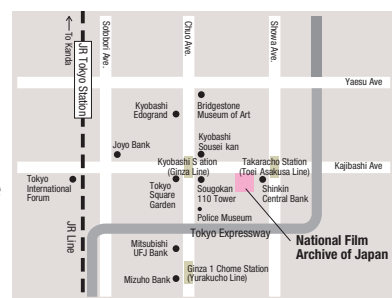 To Kanda
JR Tokyo Station
Sotobori Ave.
Chuo Ave.
Showa Ave.
Yaesu Ave
Kyobashi
Edogrand
Bridgestone
Museum of Art
Joyo Bank
Kyobashi
Sousei kan
Kyobashi S ation
(Ginza Line)
Takaracho Station
(Toei Asakusa Line)
Kajibashi Ave
Tokyo
International
Forum
Tokyo
Square
Garden
Sougokan
110 Tower
Shinkin
Central Bank
Police Museum
JR Line
Tokyo Expressway
National Film
Archive of Japan
Mitsubishi
UFJ Bank
Ginza 1 Chome Station
(Yurakucho Line)
Mizuho Bank